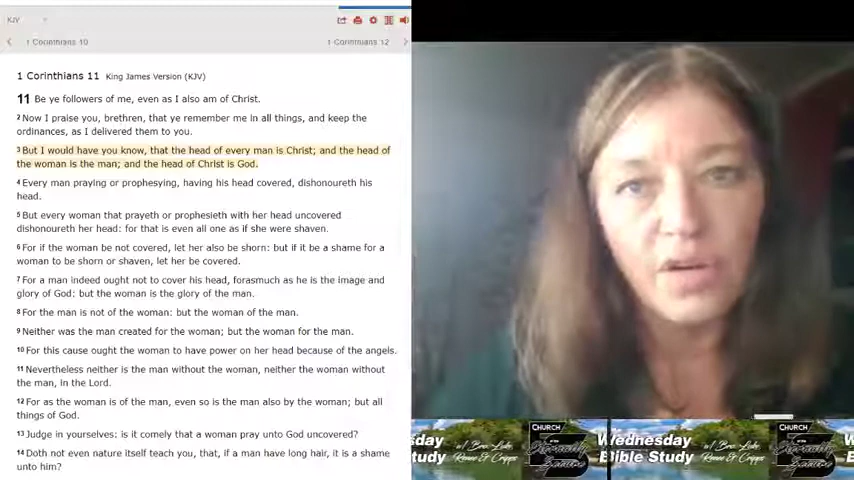 KJV
1 Corinthians 10
1 Corinthians 12
1 Corinthians 11 King James Version (KJV)
11 Be ye followers of me, even as I also am of Christ.
2 Now I praise you, brethren, that ye remember me in all things, and keep the
ordinances, as I delivered them to you.
3 But I would have you know, that the head of every man is Christ; and the head of
the woman is the man; and the head of Christ is God.
4 Every man praying or prophesying, having his head covered, dishonoureth his
head.
5 But every woman that prayeth or prophesieth with her head uncovered
dishonoureth her head: for that is even all one as if she were shaven.
6 For if the woman be not covered, let her also be shorn: but if it be a shame for a
woman to be shorn or shaven, let her be covered.
7 For a man indeed ought not to cover his head, forasmuch as he is the image and
glory of God: but the woman is the glory of the man.
8 For the man is not of the woman: but the woman of the man.
9 Neither was the man created for the woman; but the woman for the man.
10 For this cause ought the woman to have power on her head because of the angels.
11 Nevertheless neither is the man without the woman, neither the woman without
the man, in the Lord.
12 For as the woman is of the man, even so is the man also by the woman; but all
things of God.
13 Judge in yourselves: is it comely that a woman pray unto God uncovered?
14 Doth not even nature itself teach you, that, if a man have long hair, it is a shame
unto him?
sday
tudy
CHURCH
of the
Eternally
Secure
Wednesday
Bible Study
CHURCH
of the
Eternally
Secure
W
B